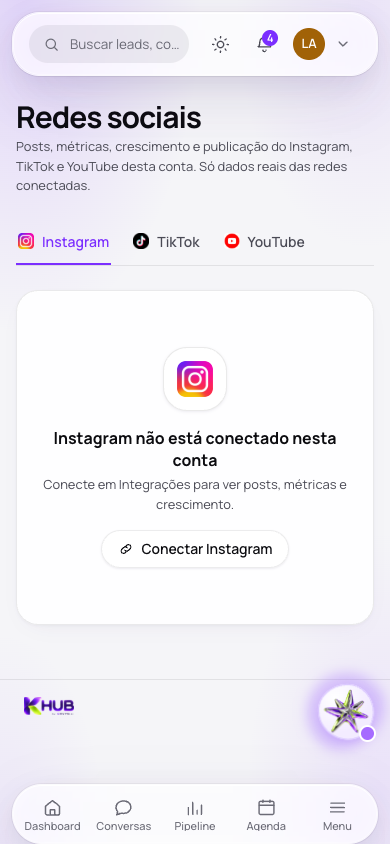 Buscar leads, co...
4
LA
Redes sociais
Posts, métricas, crescimento e publicação do Instagram,
TikTok e YouTube desta conta. Só dados reais das redes
conectadas.
Instagram
TikTok
YouTube
Instagram não está conectado nesta
conta
Conecte em Integrações para ver posts, métricas e
crescimento.
Conectar Instagram
KHUB
Dashboard
Conversas
Pipeline
Agenda
Menu